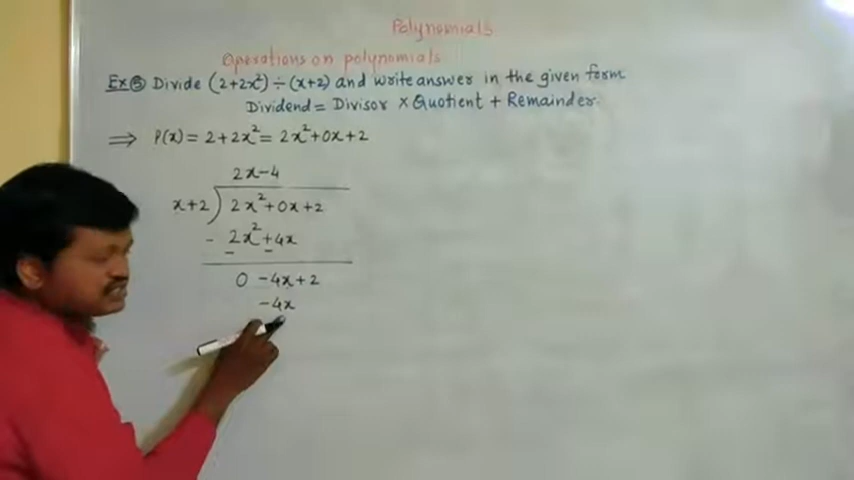 Polynomials
Operations on polynomials
Ex⑤ Divide (2+2x²) ÷ (x+2) and write answer in the given form
Dividend = Divisor × Quotient + Remainder.
⇒ P(x) = 2+2x² = 2x²+0x+2
2x-4
x+2 ) 2x²+0x+2
- 2x²+4x
- -
0 -4x+2
-4x